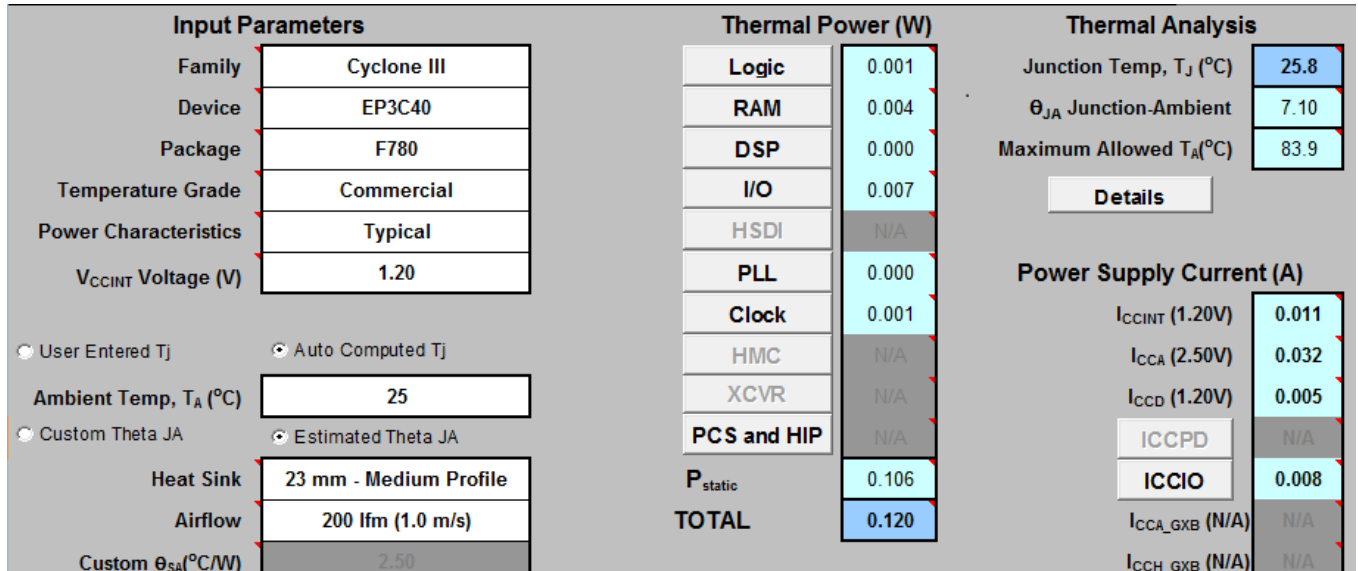 Input Parameters
Family Cyclone III
Device EP3C40
Package F780
Temperature Grade Commercial
Power Characteristics Typical
VCCINT Voltage (V) 1.20
User Entered Tj Auto Computed Tj
Ambient Temp, TA (°C) 25
Custom Theta JA Estimated Theta JA
Heat Sink 23 mm - Medium Profile
Airflow 200 lfm (1.0 m/s)
Custom θSA(°C/W) 2.50
Thermal Power (W)
Logic 0.001
RAM 0.004
DSP 0.000
I/O 0.007
HSDI N/A
PLL 0.000
Clock 0.001
HMC N/A
XCVR N/A
PCS and HIP N/A
Pstatic 0.106
TOTAL 0.120
Thermal Analysis
Junction Temp, TJ (°C) 25.8
θJA Junction-Ambient 7.10
Maximum Allowed TA(°C) 83.9
Details
Power Supply Current (A)
ICCINT (1.20V) 0.011
ICCA (2.50V) 0.032
ICCD (1.20V) 0.005
ICCPD N/A
ICCIO 0.008
ICCA_GXB (N/A) N/A
ICCH_GXB (N/A) N/A